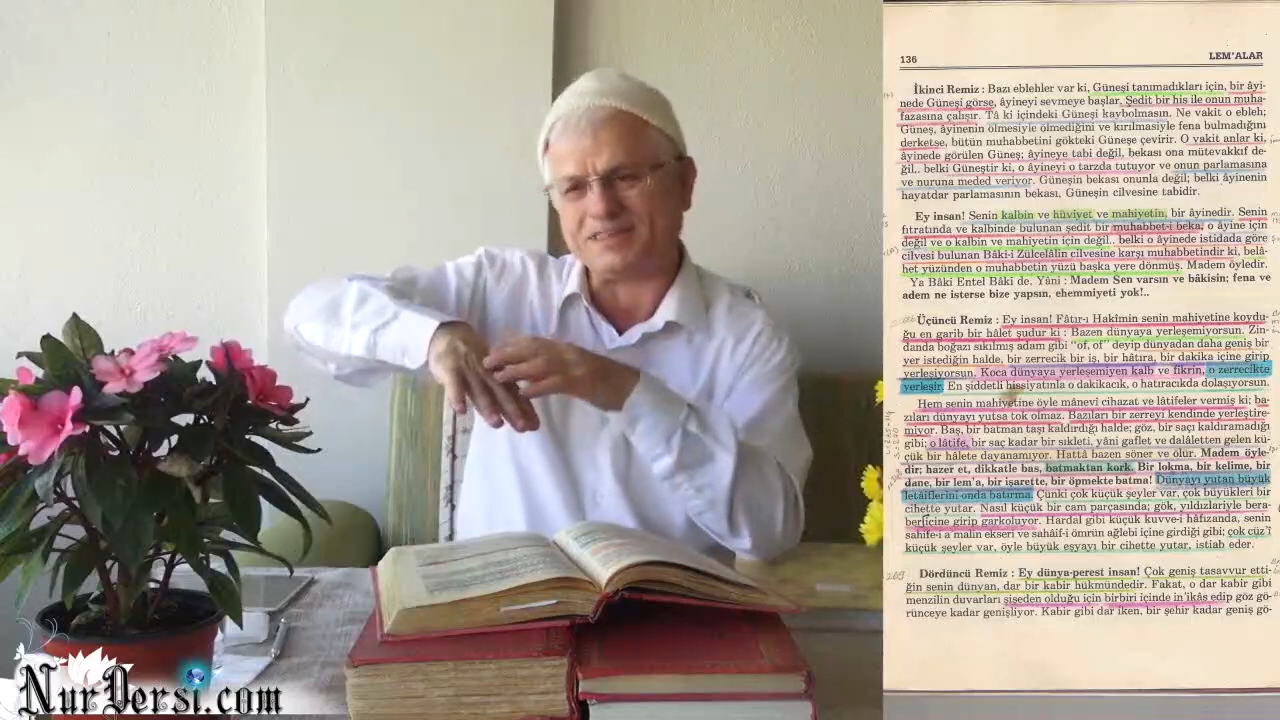 136
LEM'ALAR
İkinci Remiz : Bazı eblehler var ki, Güneşi tanımadıkları için, bir âyi-
nede Güneşi görse, âyineyi sevmeye başlar. Şedit bir his ile onun muha-
fazasına çalışır. Tâ ki içindeki Güneşi kaybolmasın. Ne vakit o ebleh;
Güneş, âyinenin ölmesiyle ölmediğini ve kırılmasiyle fena bulmadığını
derketse, bütün muhabbetini gökteki Güneşe çevirir. O vakit anlar ki,
âyinede görülen Güneş; âyineye tabi değil, bekası ona mütevakkıf de-
ğil.. belki Güneştir ki, o âyineyi o tarzda tutuyor ve onun parlamasına
ve nuruna meded veriyor. Güneşin bekası onunla değil; belki âyinenin
hayatdar parlamasının bekası, Güneşin cilvesine tabidir.
Ey insan! Senin kalbin ve hüviyet ve mahiyetin, bir âyinedir. Senin
fıtratında ve kalbinde bulunan şedit bir muhabbet-i beka, o âyine için
değil ve o kalbin ve mahiyetin için değil.. belki o âyinede istidada göre
cilvesi bulunan Bâki-i Zülcelâlin cilvesine karşı muhabbetindir ki, belâ-
het yüzünden o muhabbetin yüzü başka yere dönmüş. Madem öyledir.
Ya Bâki Entel Bâki de. Yâni : Madem Sen varsın ve bâkisin; fena ve
adem ne isterse bize yapsın, ehemmiyeti yok!..
Üçüncü Remiz : Ey insan! Fâtır-ı Hakîmin senin mahiyetine koydu-
ğu en garib bir hâlet şudur ki : Bazen dünyaya yerleşemiyorsun. Zin-
danda boğazı sıkılmış adam gibi "of, of" deyip dünyadan daha geniş bir
yer istediğin halde, bir zerrecik bir iş, bir hâtıra, bir dakika içine girip
yerleşiyorsun. Koca dünyaya yerleşemiyen kalb ve fikrin, o zerrecikte
yerleşir. En şiddetli hissiyatınla o dakikacık, o hatıracıkda dolaşıyorsun.
Hem senin mahiyetine öyle mânevî cihazat ve lâtifeler vermiş ki; ba-
zıları dünyayı yutsa tok olmaz. Bazıları bir zerreyi kendinde yerleştire-
miyor. Baş, bir batman taşı kaldırdığı halde; göz, bir saçı kaldıramadığı
gibi; o lâtife, bir saç kadar bir sıkleti, yâni gaflet ve dalâletten gelen kü-
çük bir hâlete dayanamıyor. Hattâ bazen söner ve ölür. Madem öyle-
dir; hazer et, dikkatle bas, batmaktan kork. Bir lokma, bir kelime, bir
dane, bir lem'a, bir işarette, bir öpmekte batma! Dünyayı yutan büyük
letâiflerini onda batırma. Çünki çok küçük şeyler var, çok büyükleri bir
cihette yutar. Nasıl küçük bir cam parçasında; gök, yıldızlariyle bera-
ber içine girip garkoluyor. Hardal gibi küçük kuvve-i hâfızanda, senin
sahife-i a'malin ekseri ve sahâif-i ömrün ağlebi içine girdiği gibi; çok cüz'î
küçük şeyler var, öyle büyük eşyayı bir cihette yutar, istiab eder.
Dördüncü Remiz : Ey dünya-perest insan! Çok geniş tasavvur etti-
ğin senin dünyan, dar bir kabir hükmündedir. Fakat, o dar kabir gibi
menzilin duvarları şişeden olduğu için birbiri içinde in'ikâs edip göz gö-
rünceye kadar genişliyor. Kabir gibi dar iken, bir şehir kadar geniş gö-
NurDersi.com